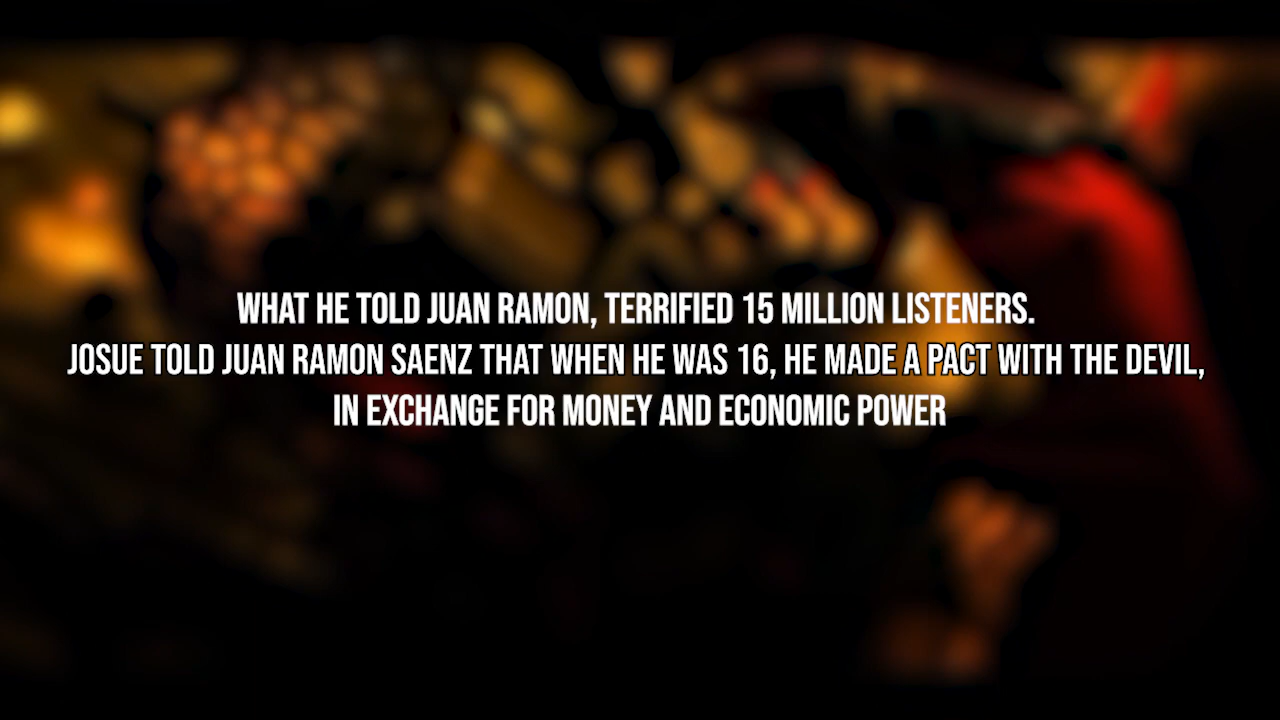 WHAT HE TOLD JUAN RAMON, TERRIFIED 15 MILLION LISTENERS.
JOSUE TOLD JUAN RAMON SAENZ THAT WHEN HE WAS 16, HE MADE A PACT WITH THE DEVIL,
IN EXCHANGE FOR MONEY AND ECONOMIC POWER